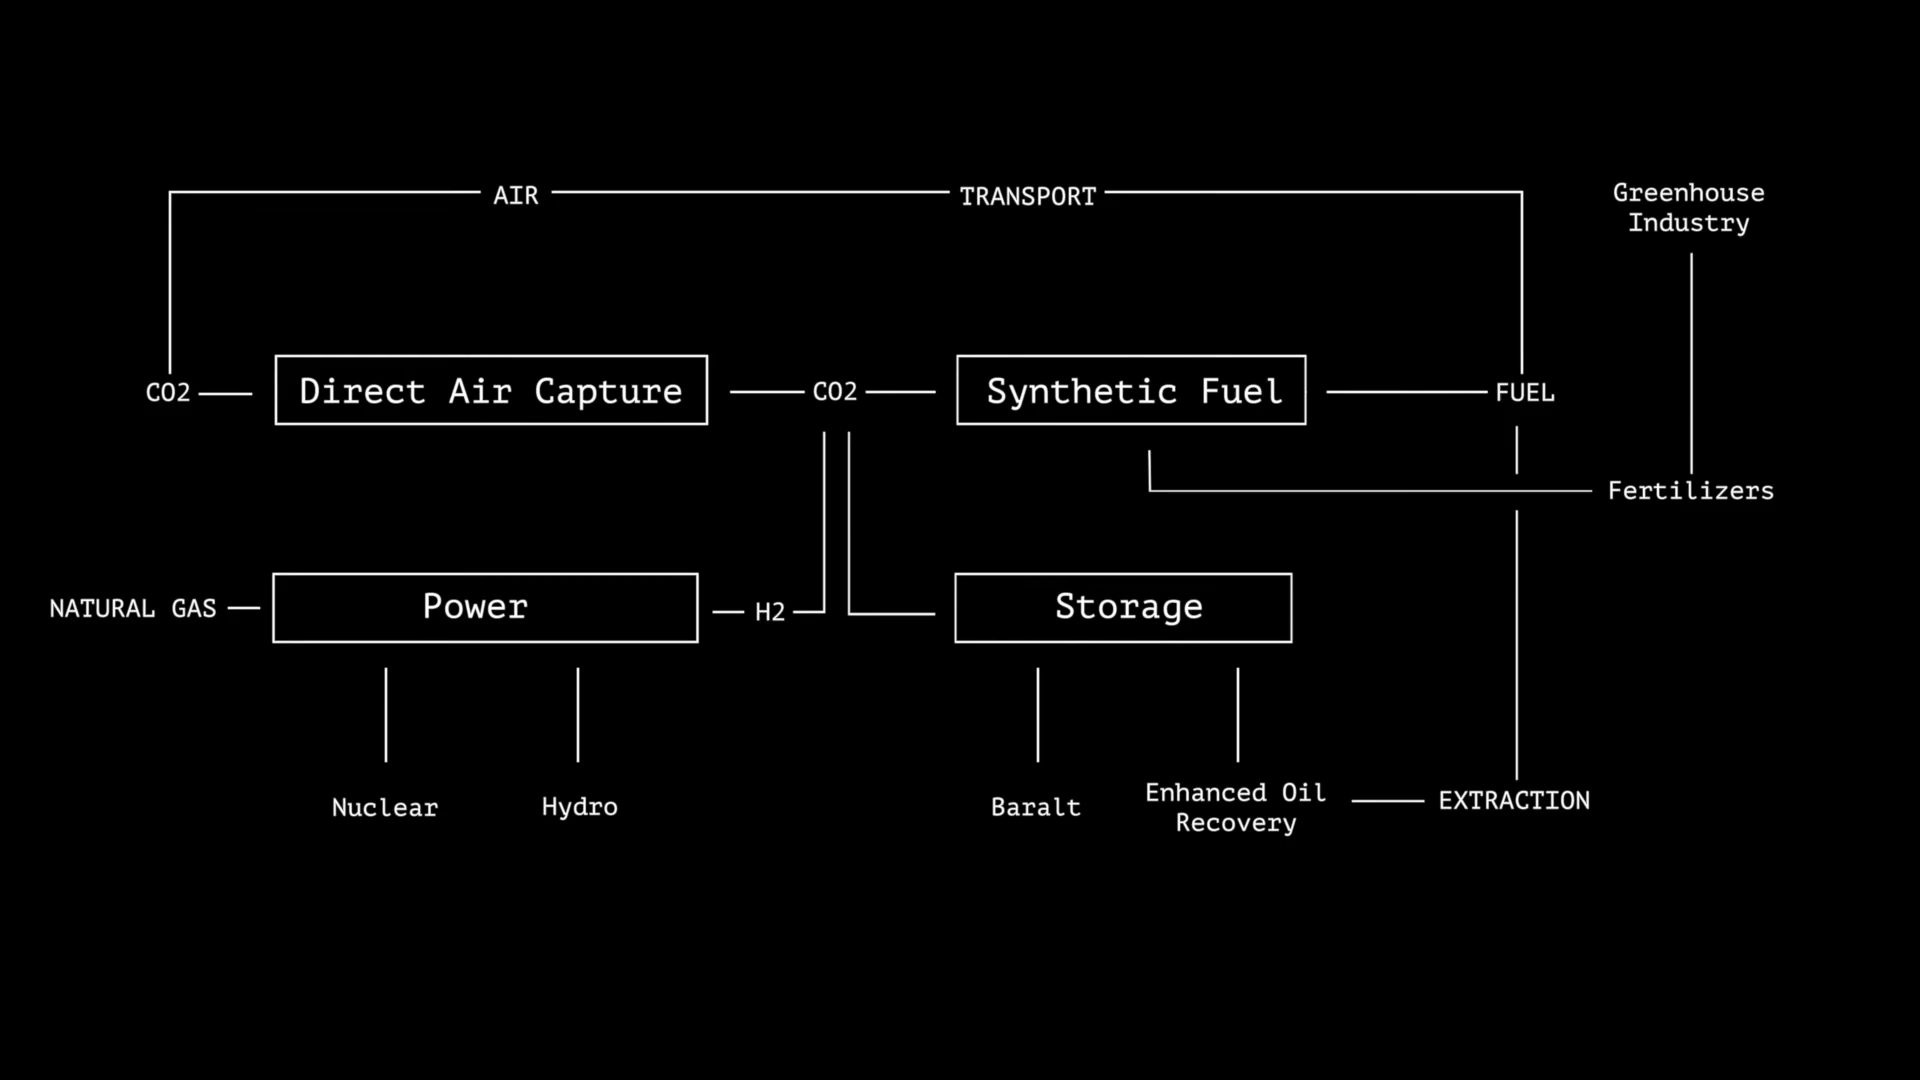 AIR
TRANSPORT
Greenhouse
Industry
CO2
Direct Air Capture
CO2
Synthetic Fuel
FUEL
Fertilizers
NATURAL GAS
Power
H2
Storage
Nuclear
Hydro
Baralt
Enhanced Oil
Recovery
EXTRACTION